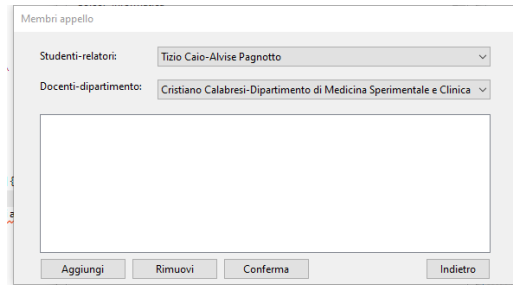 Membri appello
Studenti-relatori: Tizio Caio-Alvise Pagnotto
Docenti-dipartimento: Cristiano Calabresi-Dipartimento di Medicina Sperimentale e Clinica
{
a
Aggiungi Rimuovi Conferma Indietro